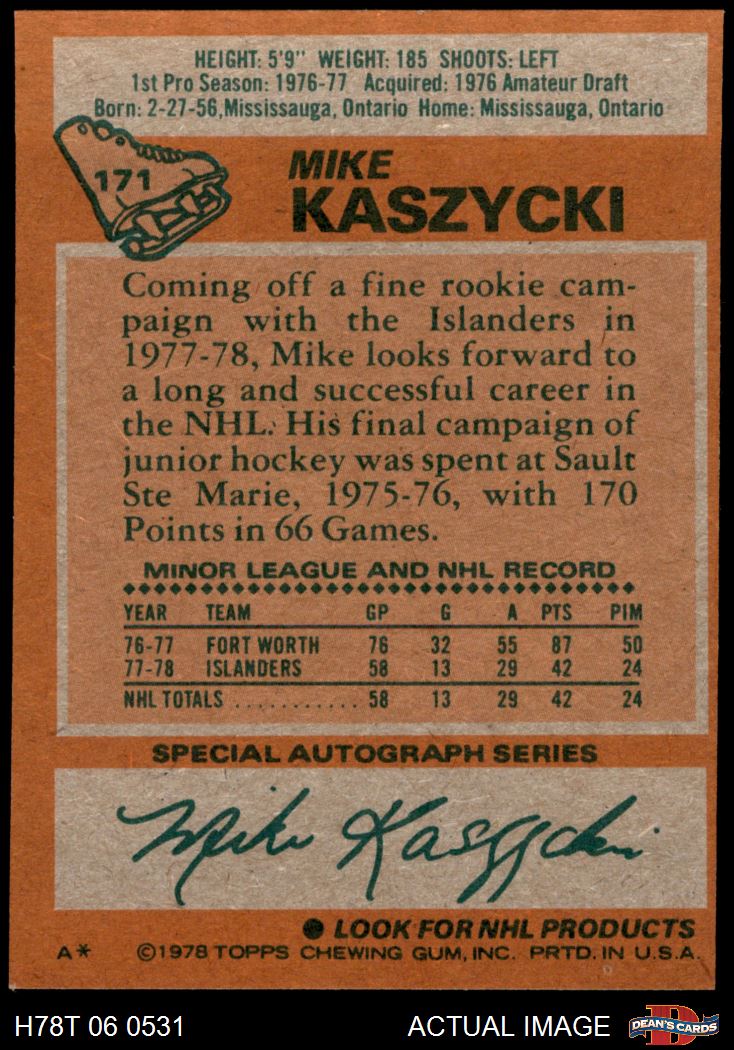 HEIGHT: 5'9" WEIGHT: 185 SHOOTS: LEFT
1st Pro Season: 1976-77 Acquired: 1976 Amateur Draft
Born: 2-27-56, Mississauga, Ontario Home: Mississauga, Ontario
171
MIKE
KASZYCKI
Coming off a fine rookie cam-
paign with the Islanders in
1977-78, Mike looks forward to
a long and successful career in
the NHL. His final campaign of
junior hockey was spent at Sault
Ste Marie, 1975-76, with 170
Points in 66 Games.
MINOR LEAGUE AND NHL RECORD
YEAR TEAM GP G A PTS PIM
76-77 FORT WORTH 76 32 55 87 50
77-78 ISLANDERS 58 13 29 42 24
NHL TOTALS ........... 58 13 29 42 24
SPECIAL AUTOGRAPH SERIES
Mike Kaszycki
LOOK FOR NHL PRODUCTS
A* ©1978 TOPPS CHEWING GUM, INC. PRTD. IN U.S.A.
H78T 06 0531 ACTUAL IMAGE D DEAN'S CARDS